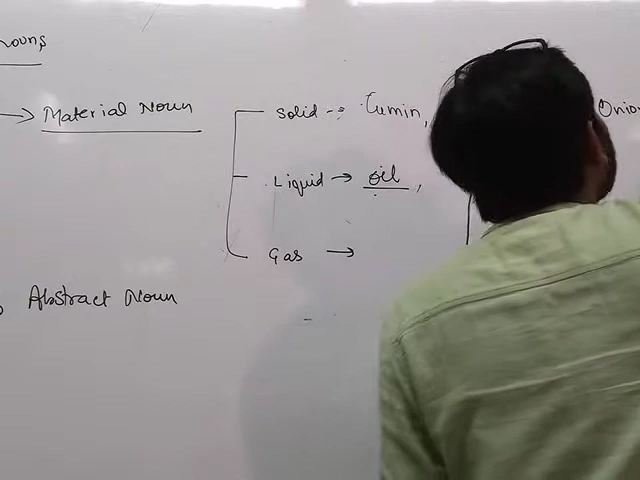 Nouns
→ Material Noun
Solid --> Cumin, Onion
Liquid → oil,
Gas →
Abstract Noun